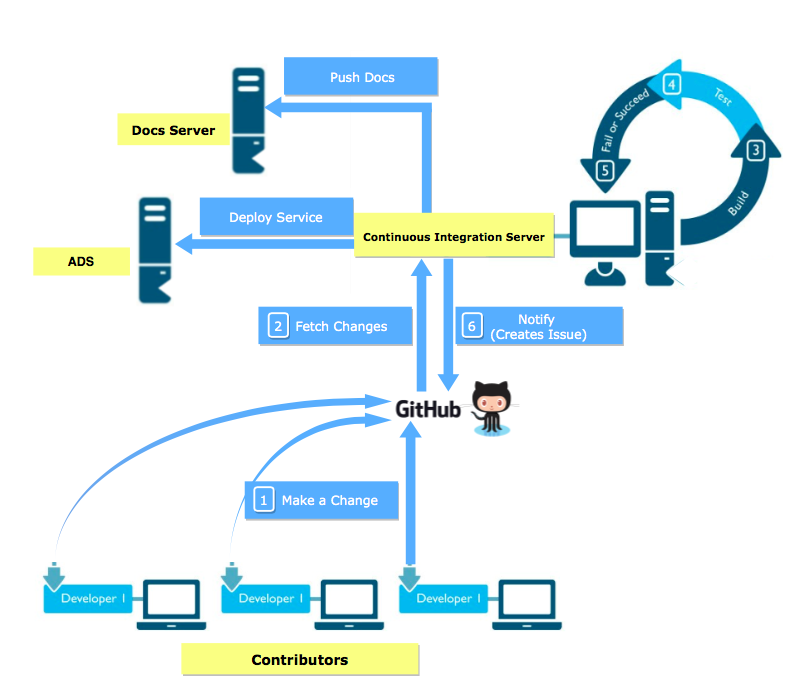 Push Docs
Docs Server
4
Test
Fail or Succeed
3
5
Build
Deploy Service
Continuous Integration Server
ADS
2 Fetch Changes
6 Notify
(Creates Issue)
GitHub
1 Make a Change
Developer 1
Developer 1
Developer 1
Contributors